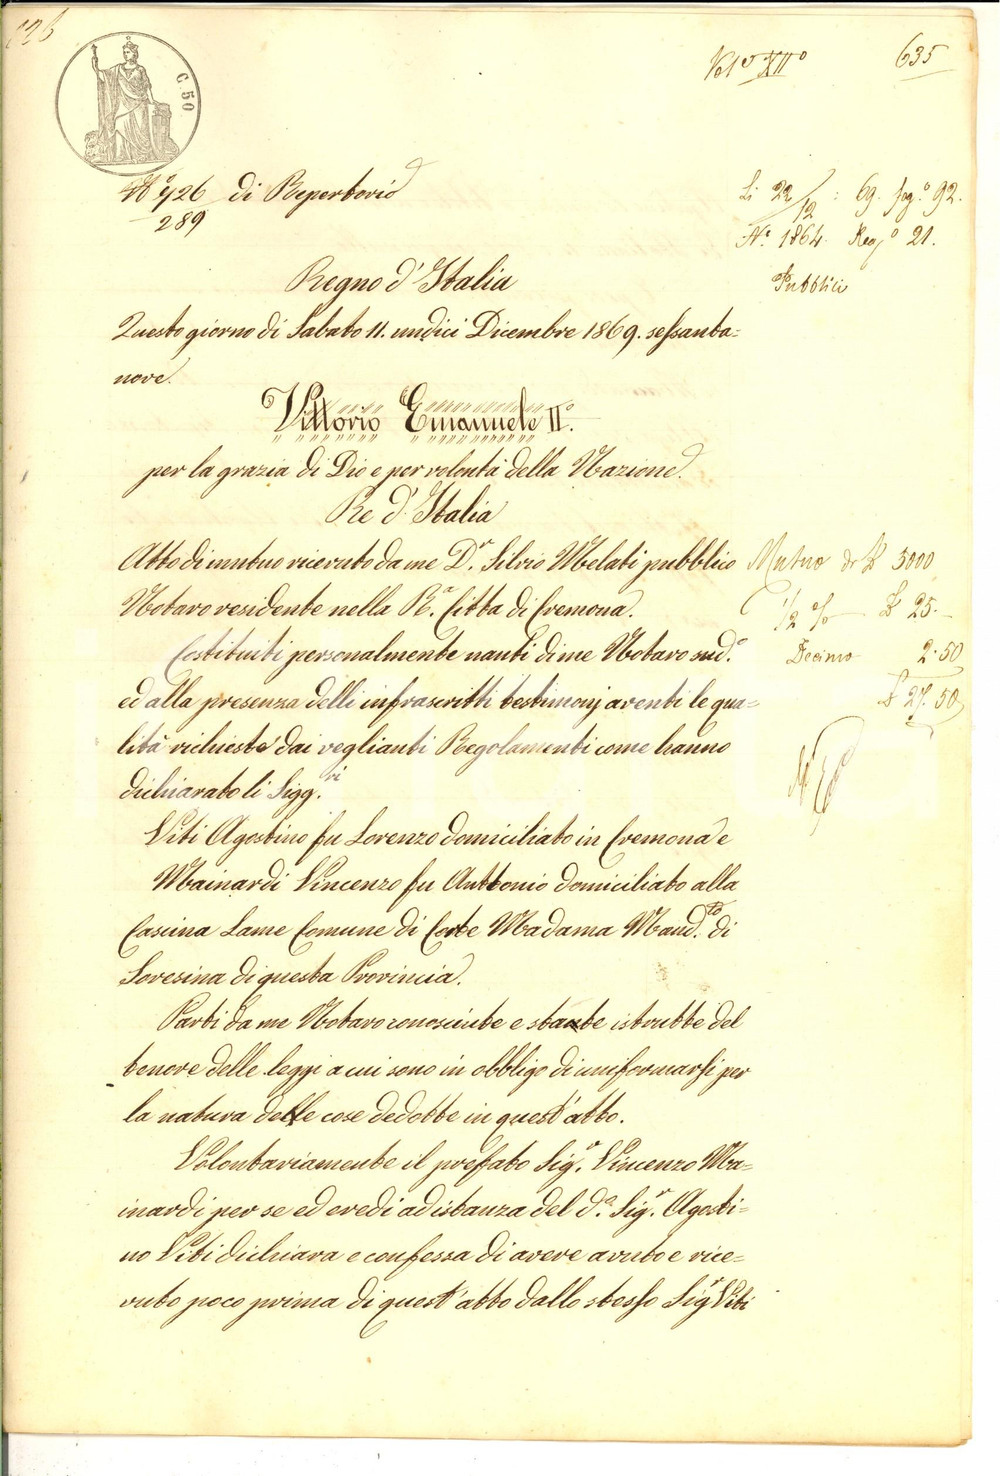 C. 50
Vol° XII°
635
N° 426 di Repertorio
289
Li 22/12 : 69. fog.° 92.
N.° 1864. Reg.° 21.
Pubblici
Regno d'Italia
Questo giorno di Sabato 11. undici Dicembre 1869. sessanta=
nove.
Vittorio Emanuele II°.
per la grazia di Dio e per volontà della Nazione
Re d'Italia
Atto di mutuo ricevuto da me D.r Silvio Melati pubblico
Notaro residente nella R.a Città di Cremona.
Costituiti personalmente nanti di me Notaro sud.°
ed alla presenza delli infrascritti testimonj aventi le qua=
lità richieste dai veglianti Regolamenti come hanno
dichiarato li Sigg.ri
Viti Agostino fu Lorenzo domiciliato in Cremona e
Mainardi Vincenzo fu Anttonio domiciliato alla
Cascina Lame Comune di Corte Madama Mand.to di
Soresina di questa Provincia.
Parti da me Notaro conosciute e state istrutte del
tenore delle leggi a cui sono in obbligo di uniformarsi per
la natura delle cose dedotte in quest'atto.
Volontariamente il preffato Sig.r Vincenzo Ma=
inardi per se ed eredi ad istanza del d.° Sig.r Agosti=
no Viti dichiara e confessa di avere avuto e rice=
vuto poco prima di quest'atto dallo stesso Sig.r Viti
Mutuo di £ 5000
1/2 % £ 25.
Decimo 2.50
£ 27.50